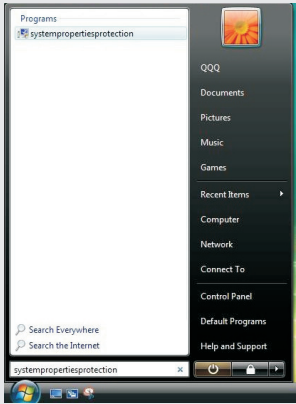 Programs
systempropertiesprotection
Search Everywhere
Search the Internet
systempropertiesprotection
QQQ
Documents
Pictures
Music
Games
Recent Items
Computer
Network
Connect To
Control Panel
Default Programs
Help and Support